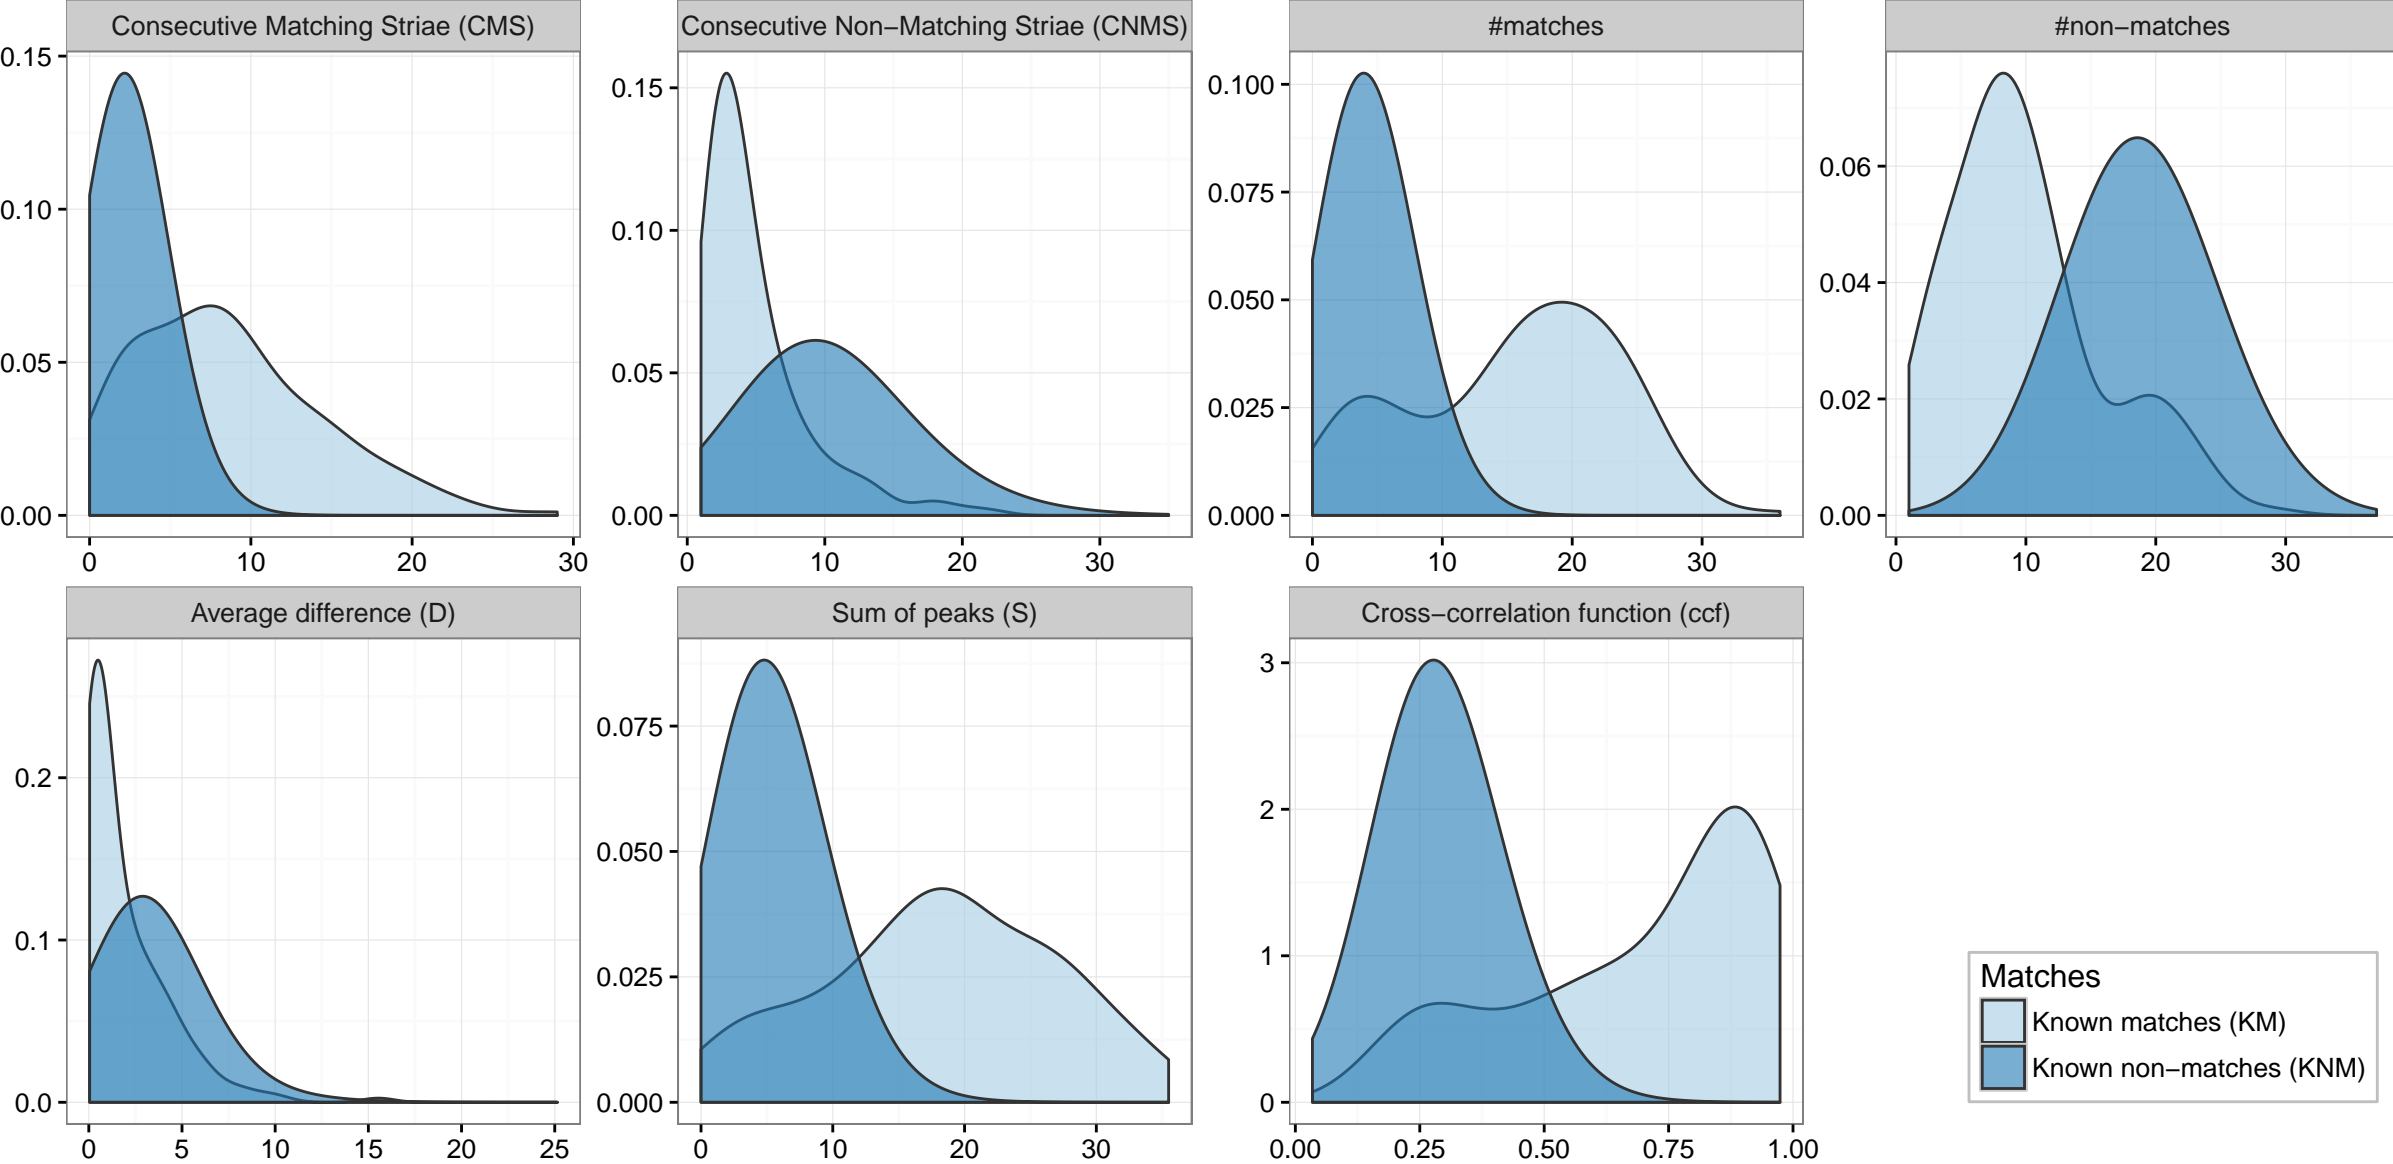 Consecutive Matching Striae (CMS)
Consecutive Non−Matching Striae (CNMS)
#matches
#non−matches
0.15
0.10
0.05
0.00
0 10 20 30
0.15
0.10
0.05
0.00
0 10 20 30
0.100
0.075
0.050
0.025
0.000
0 10 20 30
0.06
0.04
0.02
0.00
0 10 20 30
Average difference (D)
Sum of peaks (S)
Cross−correlation function (ccf)
0.2
0.1
0.0
0 5 10 15 20 25
0.075
0.050
0.025
0.000
0 10 20 30
3
2
1
0
0.00 0.25 0.50 0.75 1.00
Matches
Known matches (KM)
Known non−matches (KNM)